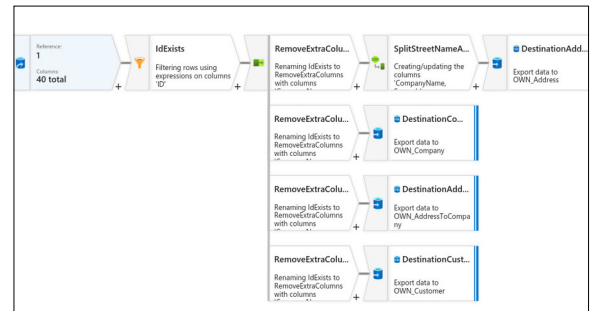 Reference:
1
Columns:
40 total
+
IdExists
Filtering rows using
expressions on columns
'ID'
+
RemoveExtraColu...
Renaming IdExists to
RemoveExtraColumns
with columns
+
SplitStreetNameA...
Creating/updating the
columns
'CompanyName,
+
DestinationAdd...
Export data to
OWN_Address
RemoveExtraColu...
Renaming IdExists to
RemoveExtraColumns
with columns
+
DestinationCo...
Export data to
OWN_Company
RemoveExtraColu...
Renaming IdExists to
RemoveExtraColumns
with columns
+
DestinationAdd...
Export data to
OWN_AddressToCompa
ny
RemoveExtraColu...
Renaming IdExists to
RemoveExtraColumns
with columns
+
DestinationCust...
Export data to
OWN_Customer